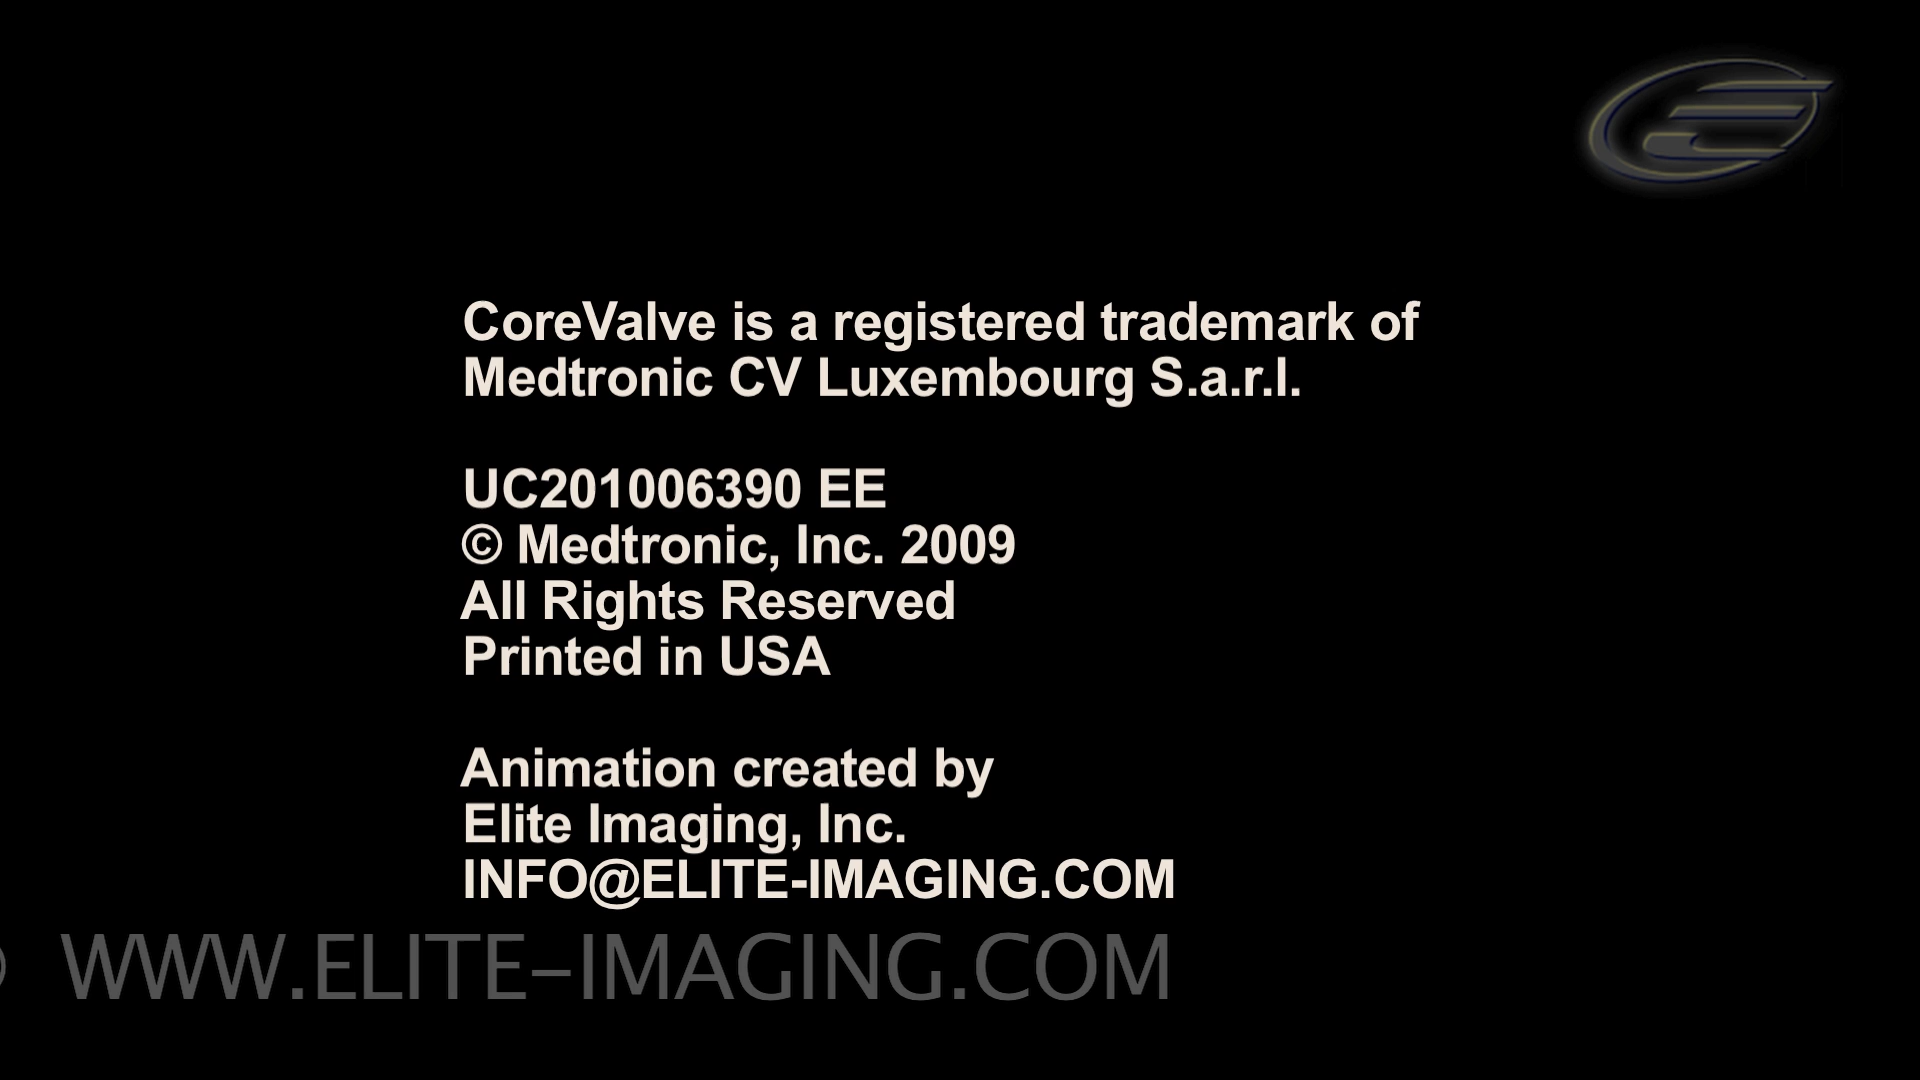 CoreValve is a registered trademark of
Medtronic CV Luxembourg S.a.r.l.
UC201006390 EE
© Medtronic, Inc. 2009
All Rights Reserved
Printed in USA
Animation created by
Elite Imaging, Inc.
INFO@ELITE-IMAGING.COM
WWW.ELITE-IMAGING.COM